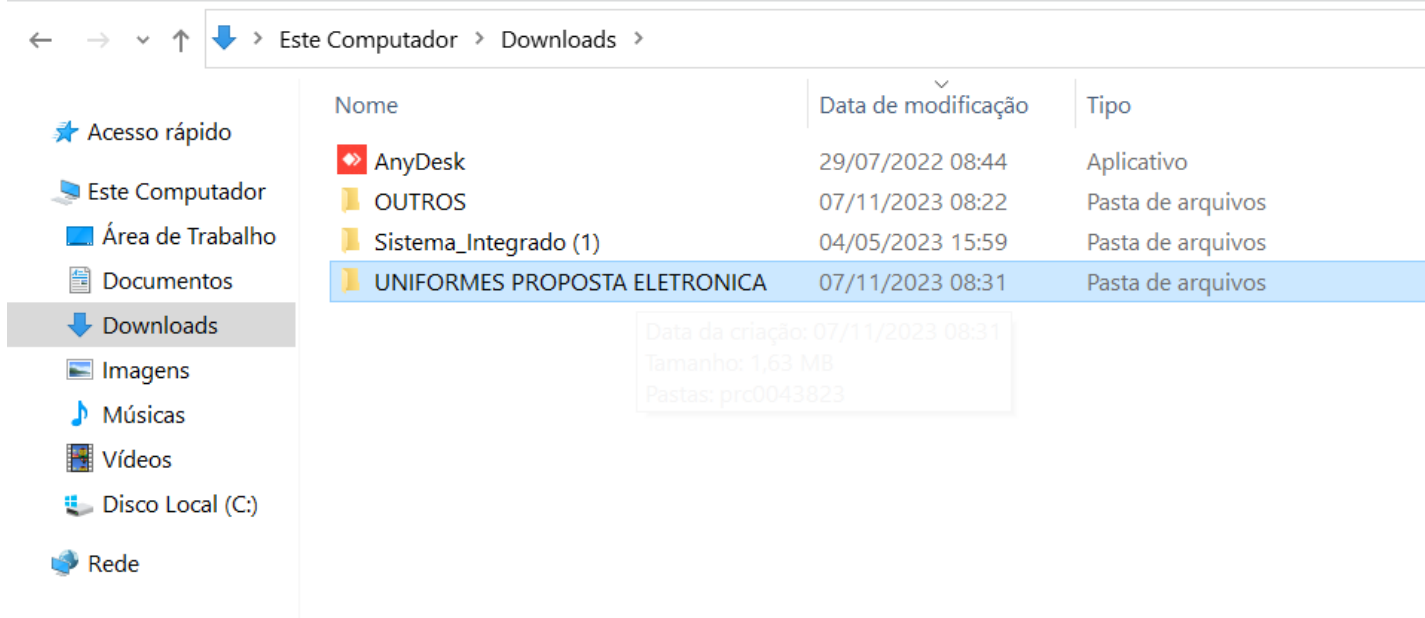 Este Computador > Downloads >
Nome Data de modificação Tipo
Acesso rápido
Este Computador
Área de Trabalho
Documentos
Downloads
Imagens
Músicas
Vídeos
Disco Local (C:)
Rede
AnyDesk 29/07/2022 08:44 Aplicativo
OUTROS 07/11/2023 08:22 Pasta de arquivos
Sistema_Integrado (1) 04/05/2023 15:59 Pasta de arquivos
UNIFORMES PROPOSTA ELETRONICA 07/11/2023 08:31 Pasta de arquivos
Data da criação: 07/11/2023 08:31
Tamanho: 1,63 MB
Pastas: prc0043823